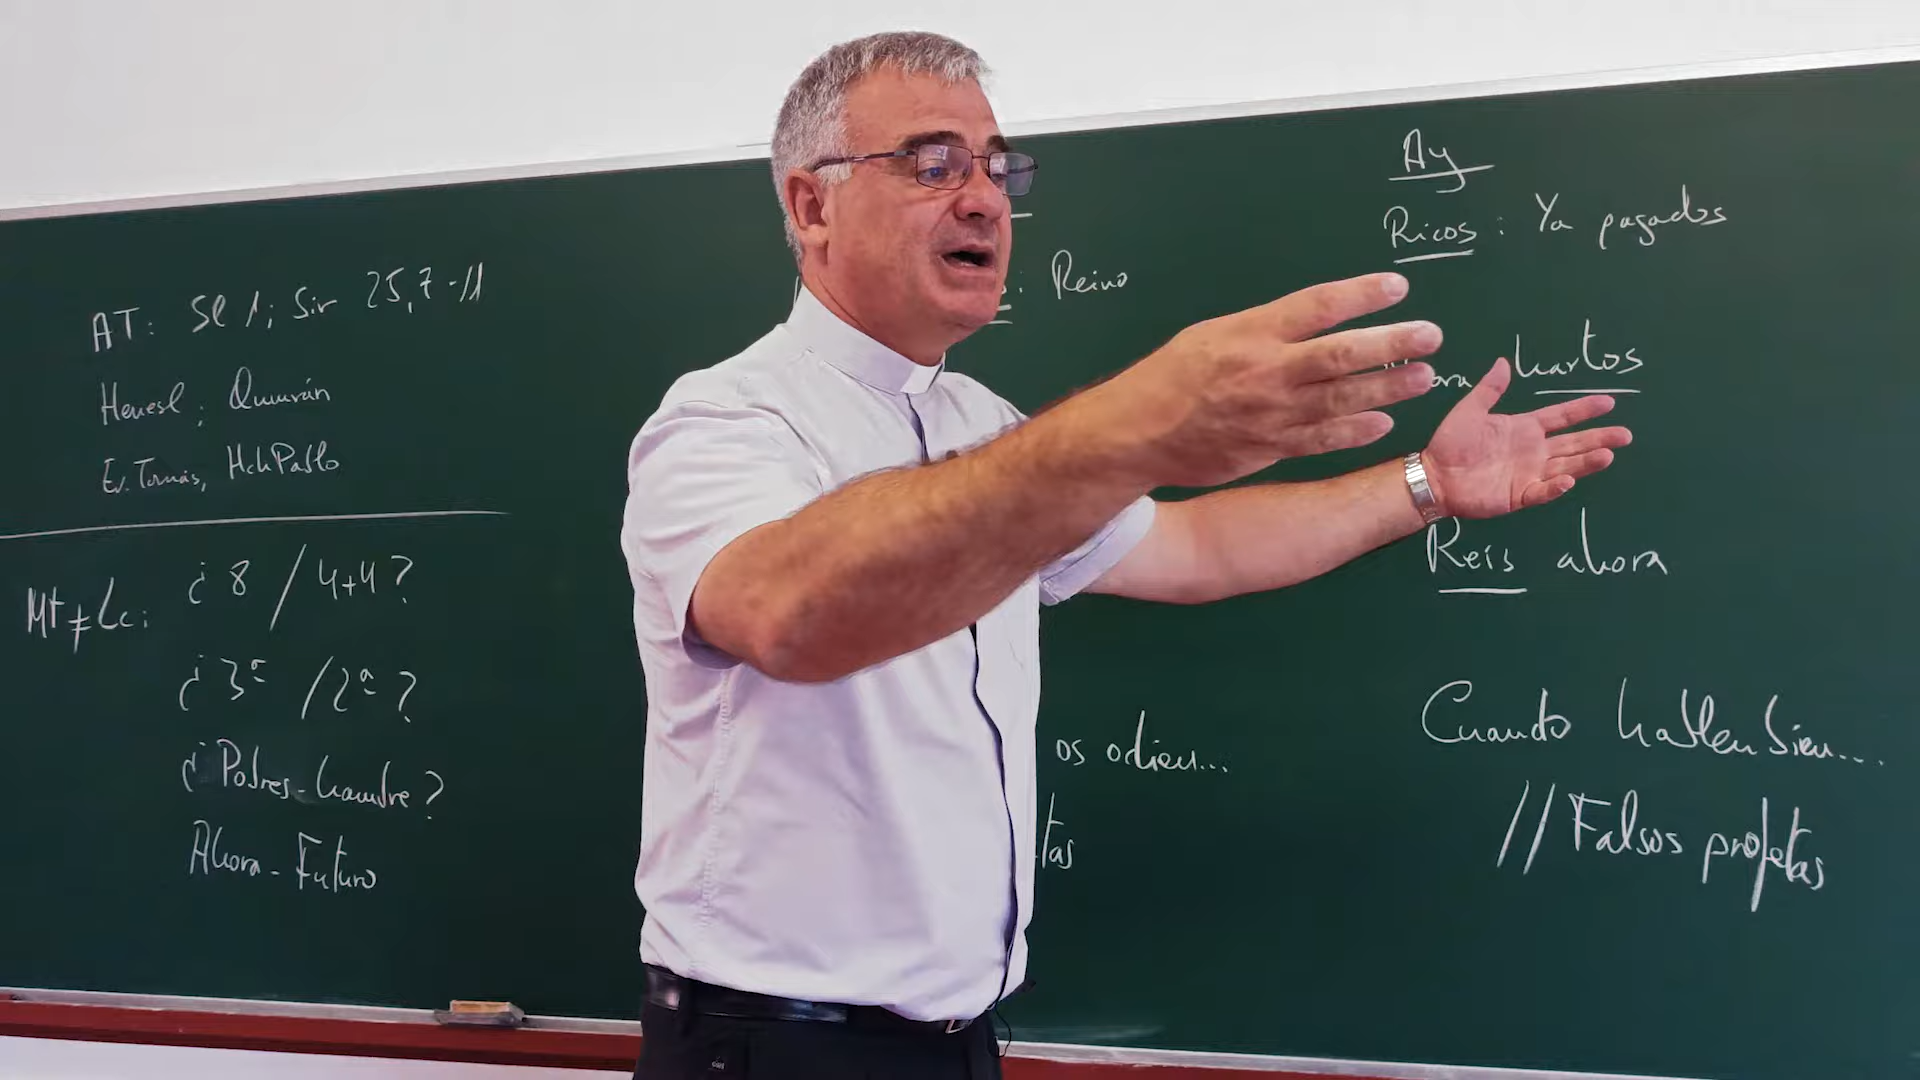 AT: Sl 1; Sir 25,7-11
Henesl; Qumrán
Ev. Tomás, HchPablo
Mt ≠ Lc: ¿8 / 4+4?
¿3ª / 2ª?
¿Pobres-hambre?
Ahora - Futuro
: Reino
os odien...
tas
Ay
Ricos: Ya pagados
ora hartos
Reís ahora
Cuando hablen bien...
// Falsos profetas